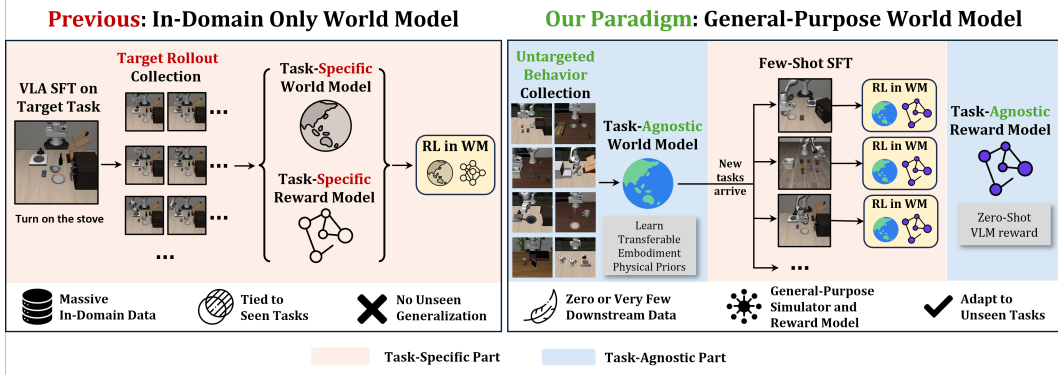 Previous: In-Domain Only World Model
VLA SFT on
Target Task
Turn on the stove
Target Rollout
Collection
...
...
...
...
Task-Specific
World Model
Task-Specific
Reward Model
RL in WM
Massive
In-Domain Data
Tied to
Seen Tasks
No Unseen
Generalization
Our Paradigm: General-Purpose World Model
Untargeted
Behavior
Collection
Task-Agnostic
World Model
Learn
Transferable
Embodiment
Physical Priors
New
tasks
arrive
Few-Shot SFT
RL in WM
RL in WM
RL in WM
...
Task-Agnostic
Reward Model
Zero-Shot
VLM reward
Zero or Very Few
Downstream Data
General-Purpose
Simulator and
Reward Model
Adapt to
Unseen Tasks
Task-Specific Part
Task-Agnostic Part